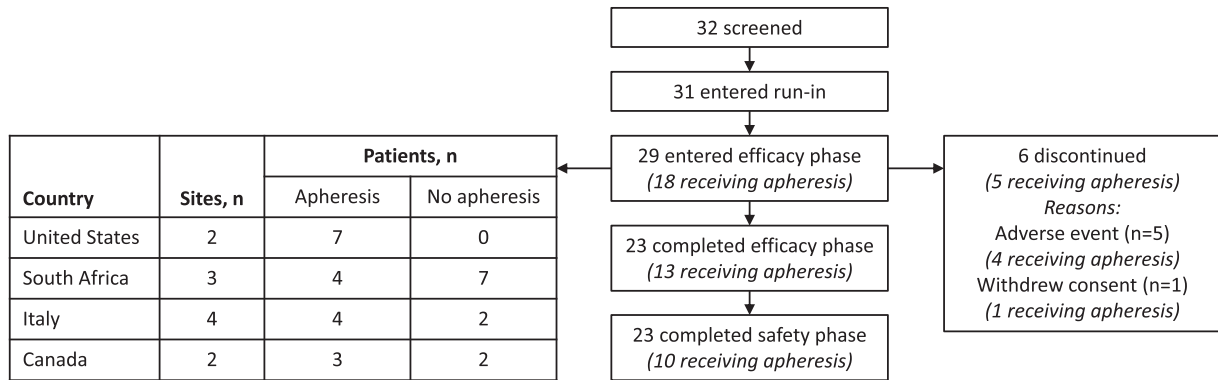 32 screened
31 entered run-in
29 entered efficacy phase
(18 receiving apheresis)
23 completed efficacy phase
(13 receiving apheresis)
23 completed safety phase
(10 receiving apheresis)
Patients, n
Country Sites, n Apheresis No apheresis
United States 2 7 0
South Africa 3 4 7
Italy 4 4 2
Canada 2 3 2
6 discontinued
(5 receiving apheresis)
Reasons:
Adverse event (n=5)
(4 receiving apheresis)
Withdrew consent (n=1)
(1 receiving apheresis)